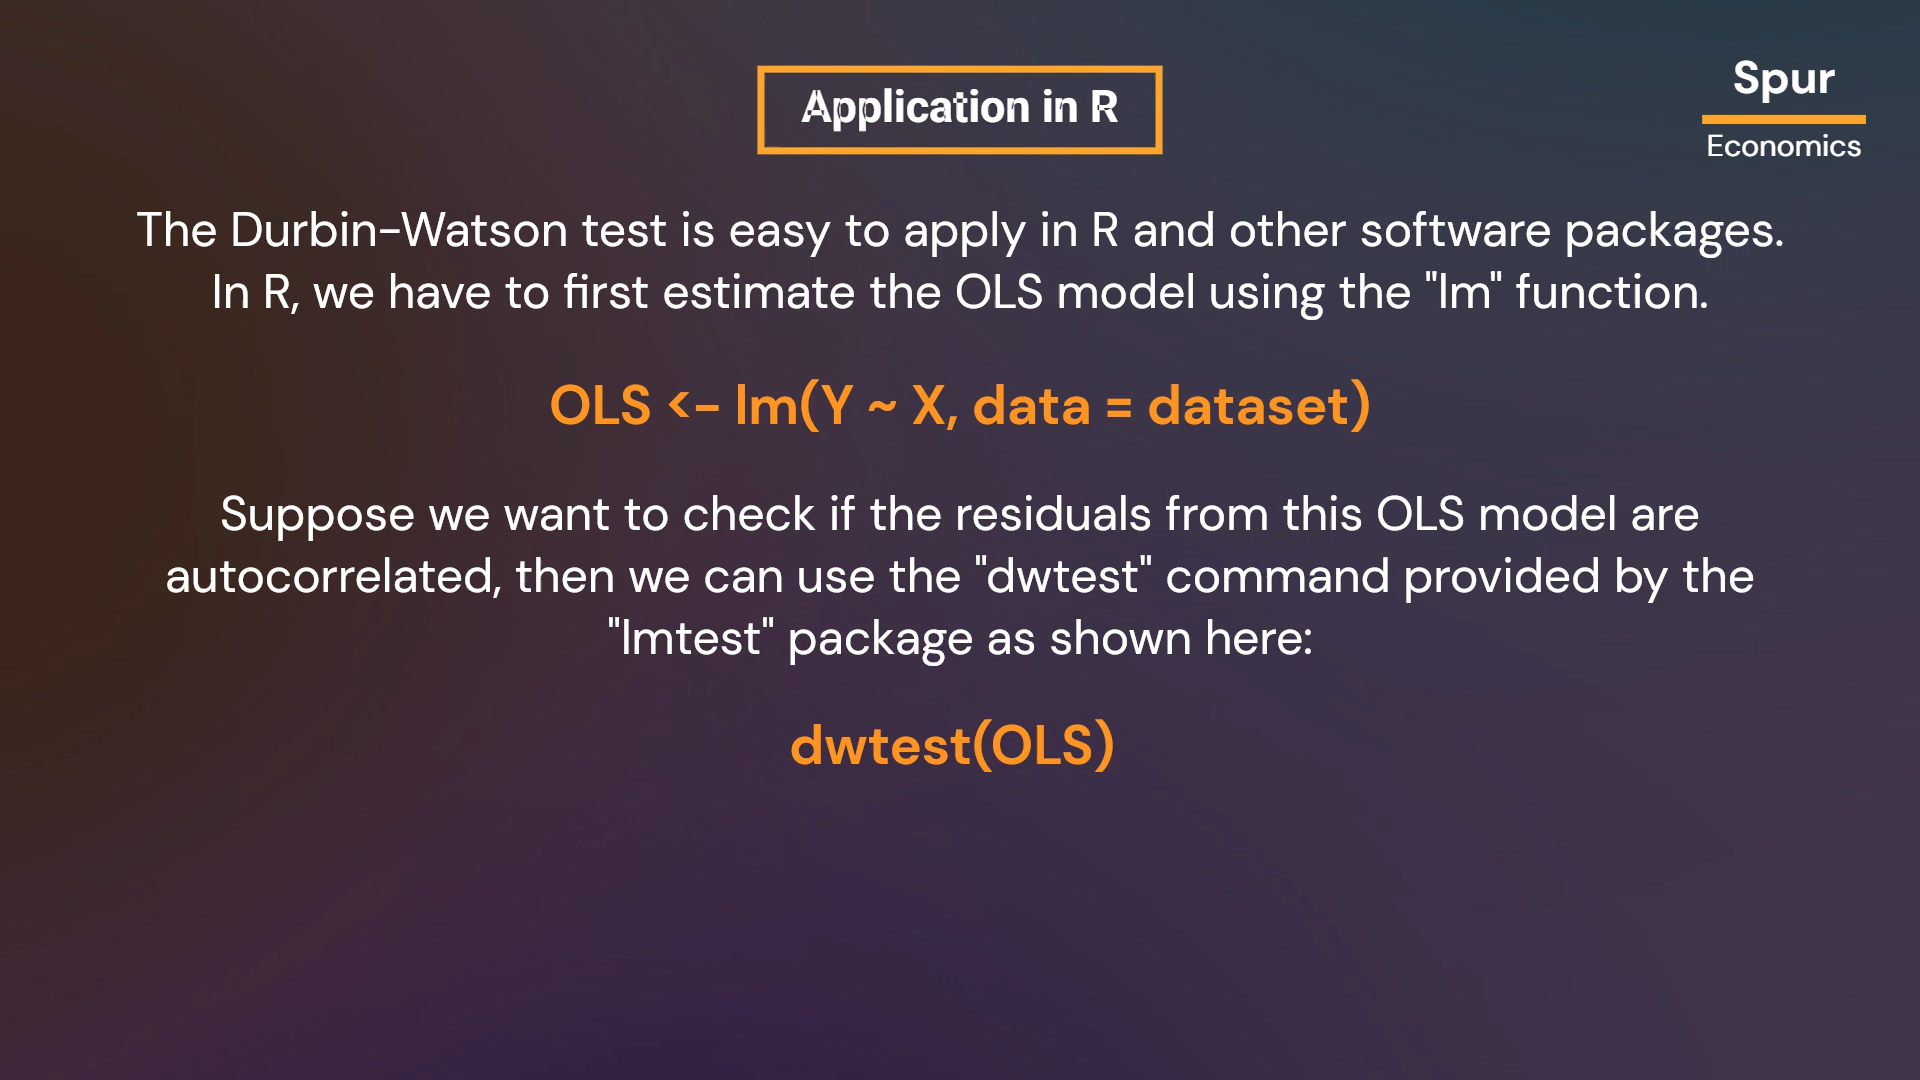 Application in R
Spur
Economics
The Durbin-Watson test is easy to apply in R and other software packages.
In R, we have to first estimate the OLS model using the "lm" function.
OLS <- lm(Y ~ X, data = dataset)
Suppose we want to check if the residuals from this OLS model are
autocorrelated, then we can use the "dwtest" command provided by the
"lmtest" package as shown here:
dwtest(OLS)